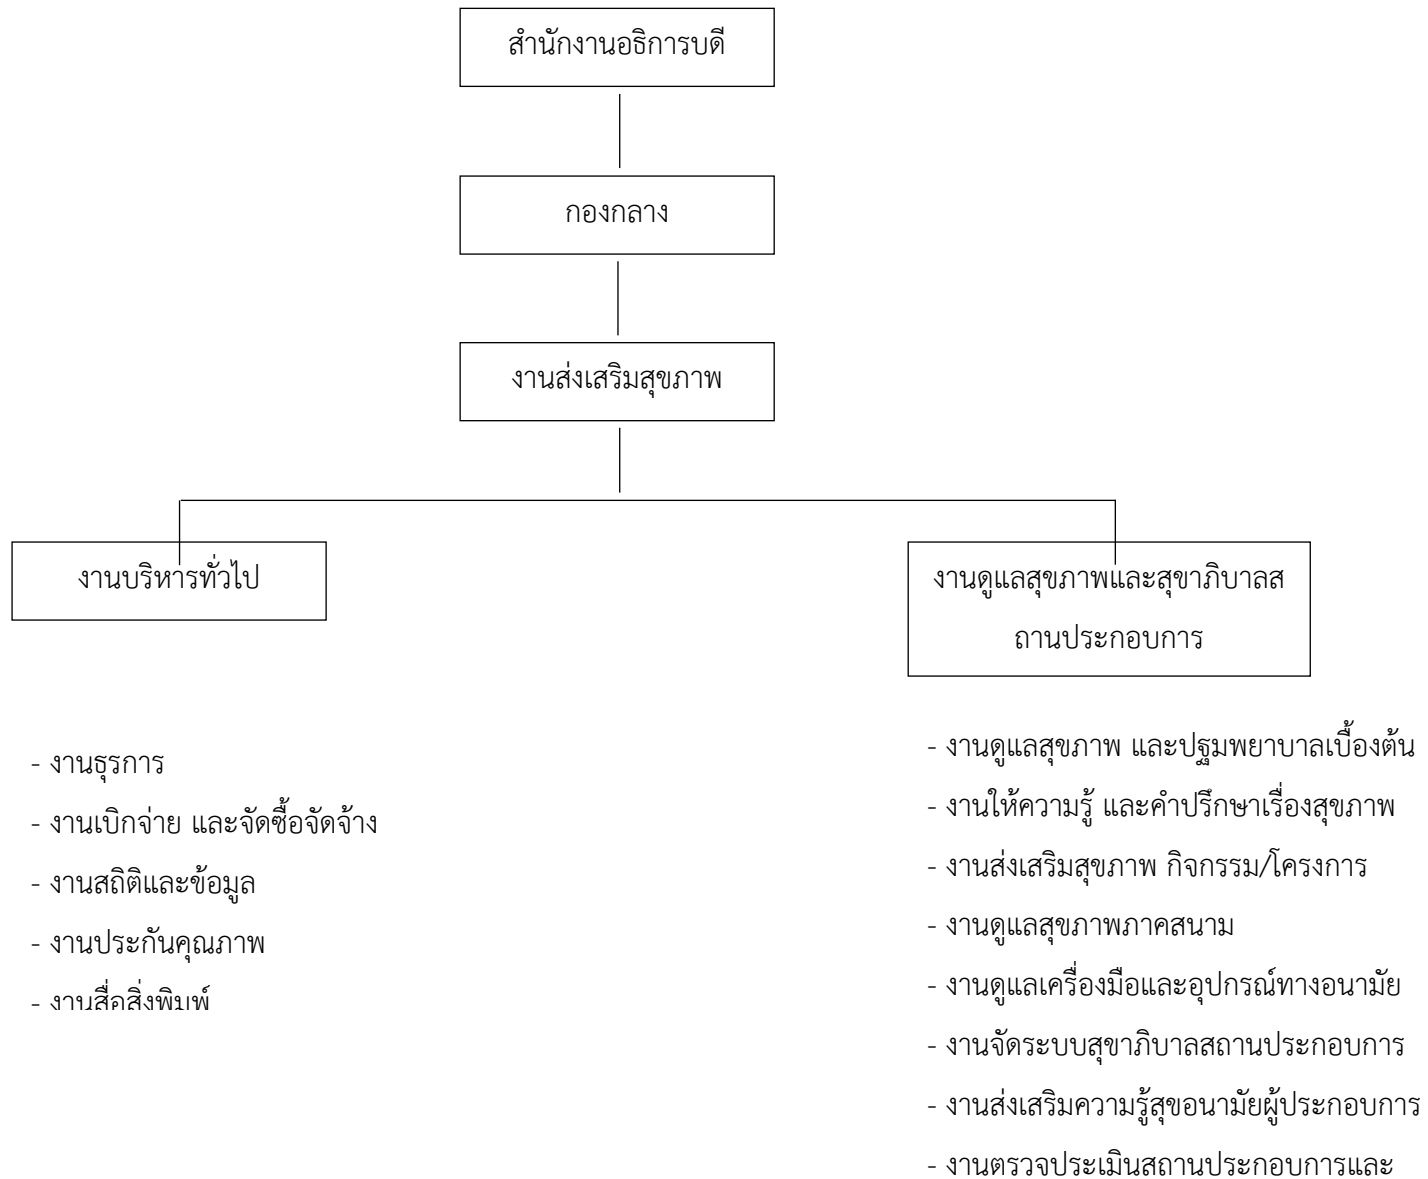 สำนักงานอธิการบดี
กองกลาง
งานส่งเสริมสุขภาพ
งานบริหารทั่วไป
- งานธุรการ
- งานเบิกจ่าย และจัดซื้อจัดจ้าง
- งานสถิติและข้อมูล
- งานประกันคุณภาพ
- งานสื่อสิ่งพิมพ์
งานดูแลสุขภาพและสุขาภิบาลส
ถานประกอบการ
- งานดูแลสุขภาพ และปฐมพยาบาลเบื้องต้น
- งานให้ความรู้ และคำปรึกษาเรื่องสุขภาพ
- งานส่งเสริมสุขภาพ กิจกรรม/โครงการ
- งานดูแลสุขภาพภาคสนาม
- งานดูแลเครื่องมือและอุปกรณ์ทางอนามัย
- งานจัดระบบสุขาภิบาลสถานประกอบการ
- งานส่งเสริมความรู้สุขอนามัยผู้ประกอบการ
- งานตรวจประเมินสถานประกอบการและ